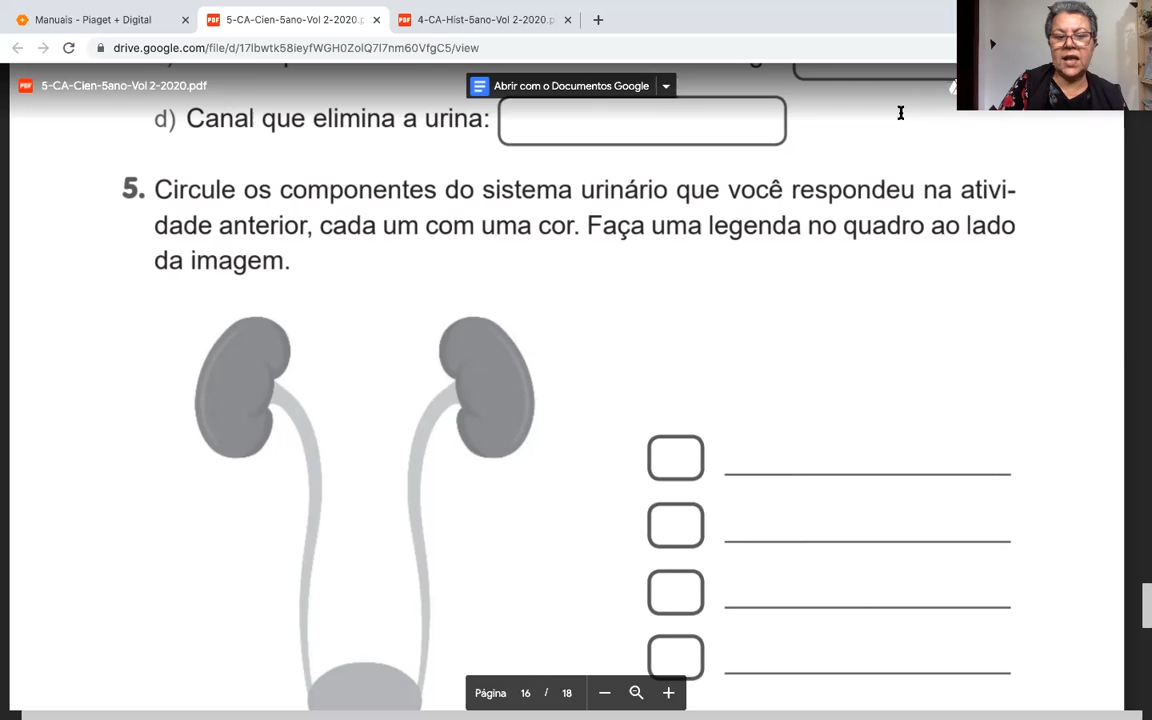 Manuais - Piaget + Digital
5-CA-Cien-5ano-Vol 2-2020.p
4-CA-Hist-5ano-Vol 2-2020.p
drive.google.com/file/d/17lbwtk58ieyfWGH0ZolQ7l7nm60VfgC5/view
PDF 5-CA-Cien-5ano-Vol 2-2020.pdf
Abrir com o Documentos Google
d) Canal que elimina a urina:
5. Circule os componentes do sistema urinário que você respondeu na ativi-
dade anterior, cada um com uma cor. Faça uma legenda no quadro ao lado
da imagem.
Página 16 / 18